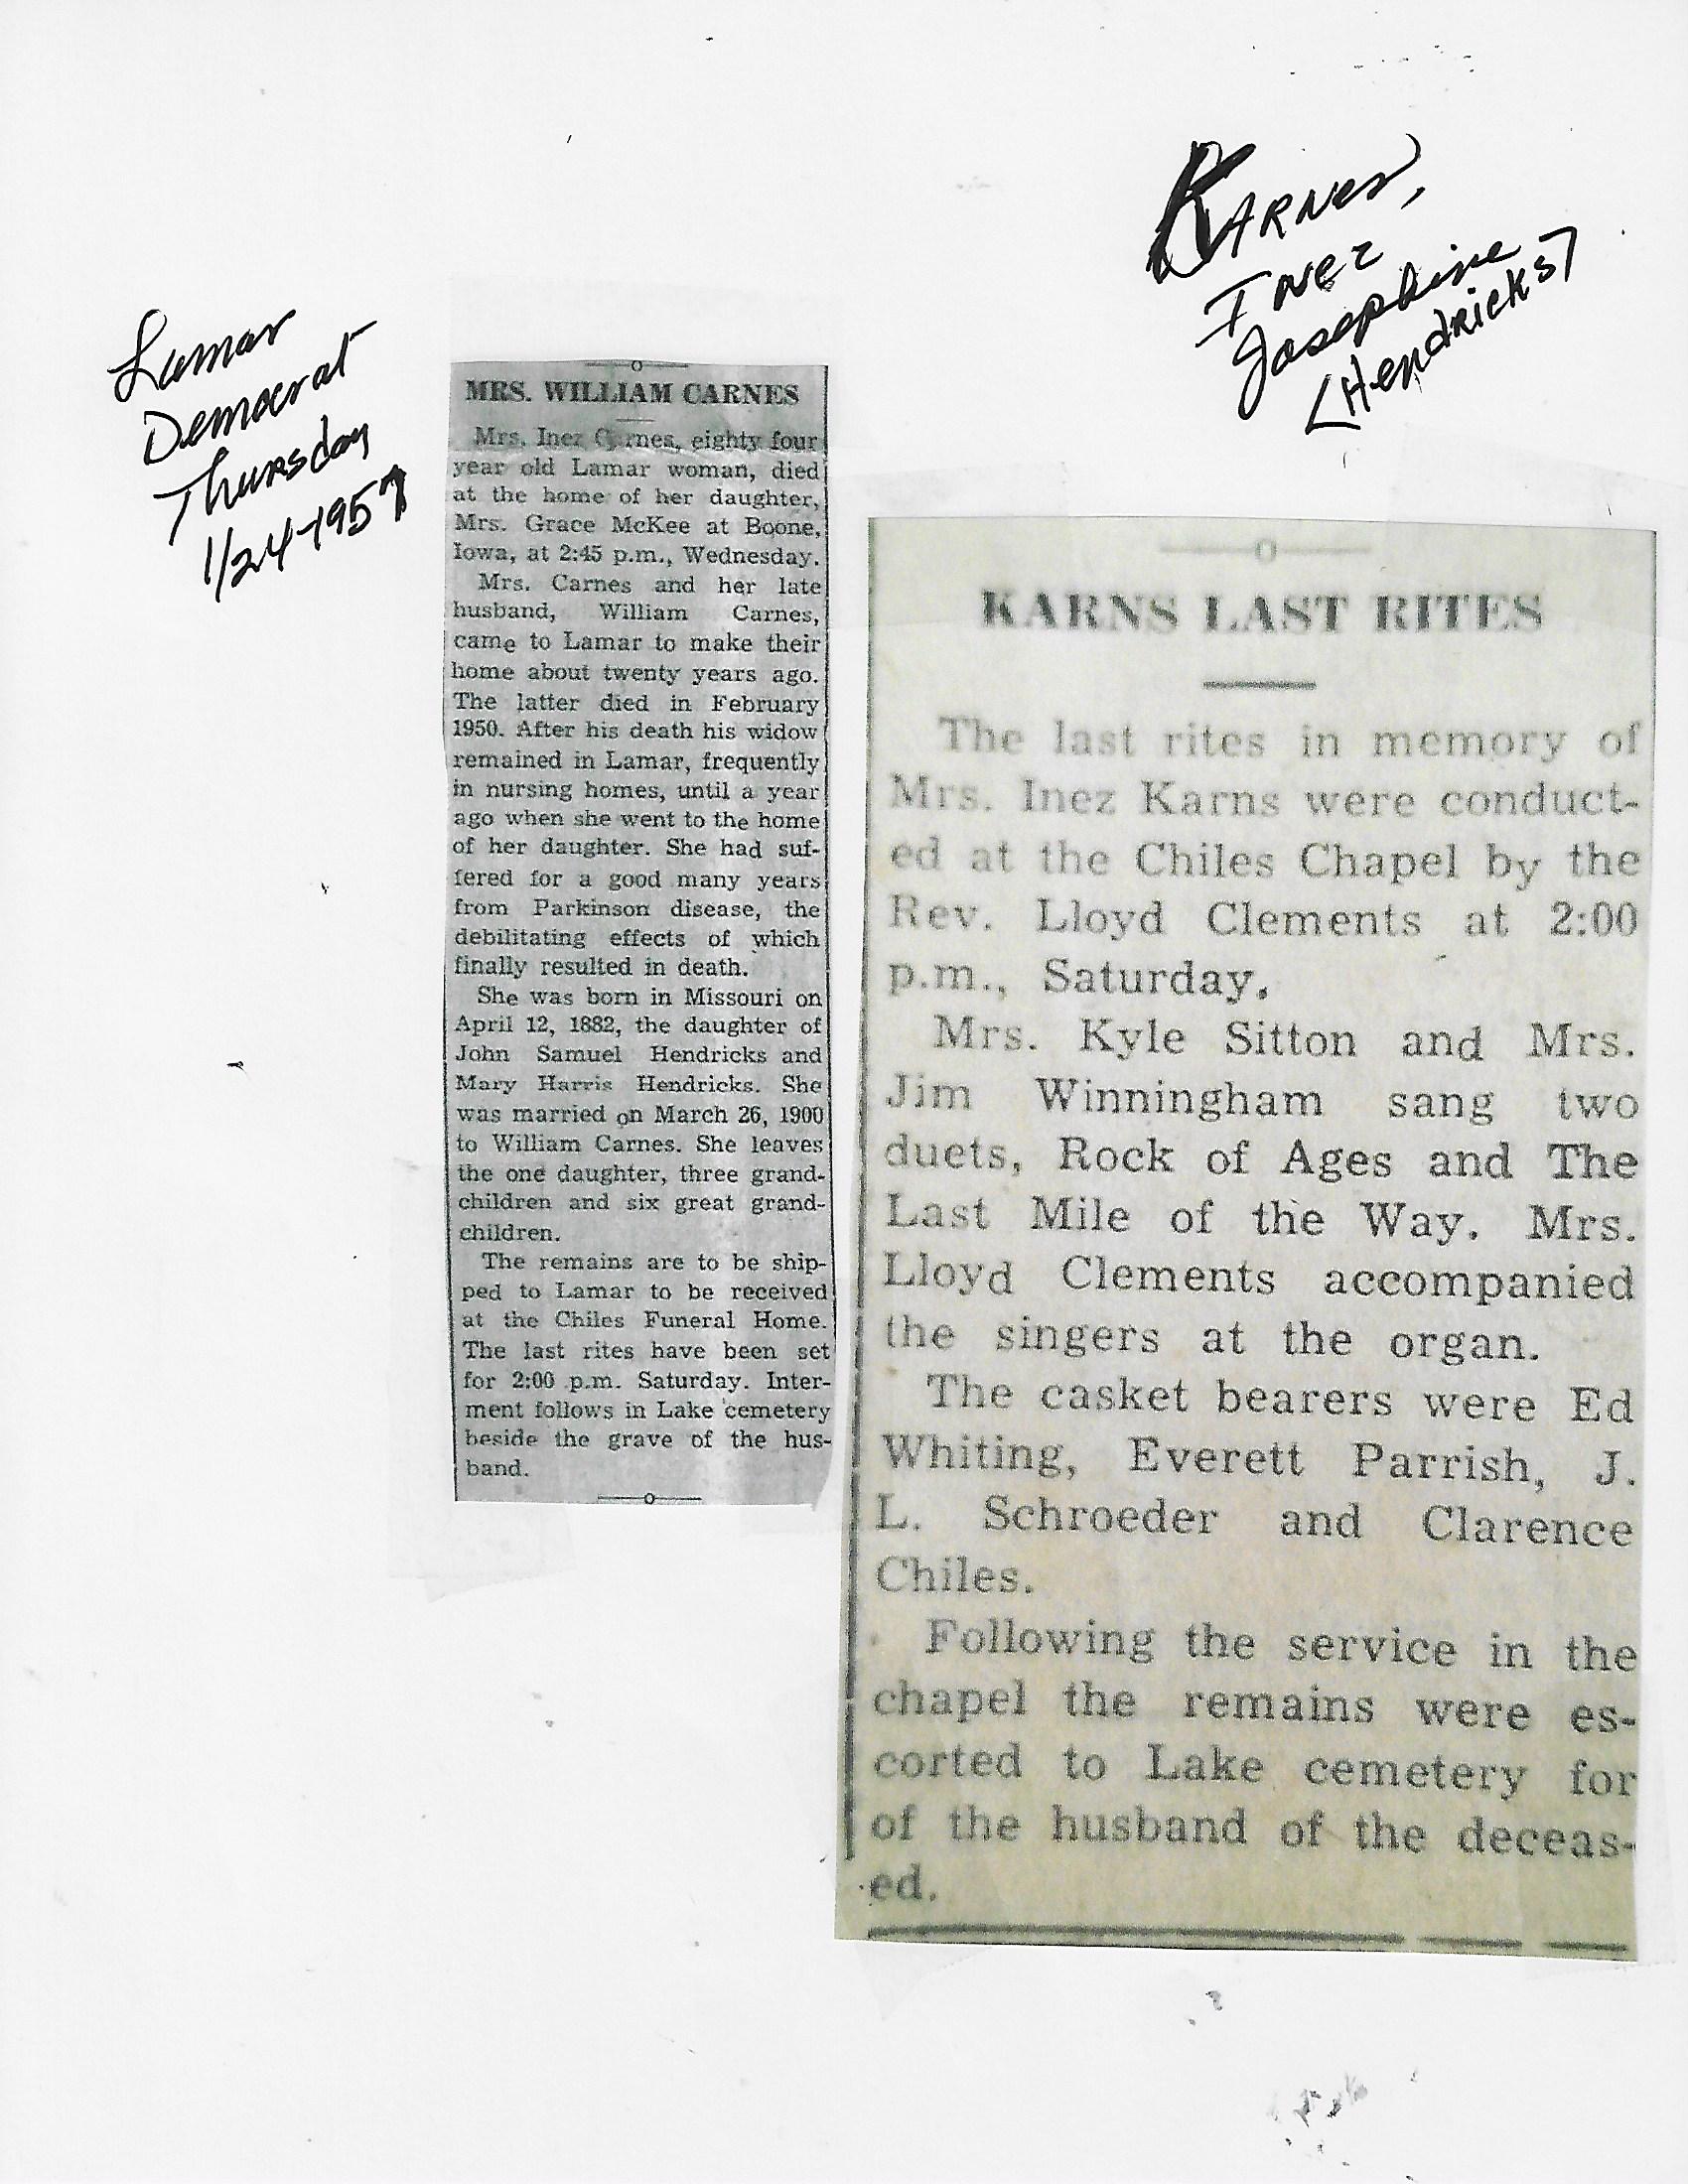 Lamar
Democrat
Thursday
1/24-1957
KARNES,
INez
Josephine
<HendRicks>
MRS. WILLIAM CARNES
Mrs. Inez Carnes, eighty four
year old Lamar woman, died
at the home of her daughter,
Mrs. Grace McKee at Boone,
Iowa, at 2:45 p.m., Wednesday.
Mrs. Carnes and her late
husband, William Carnes,
came to Lamar to make their
home about twenty years ago.
The latter died in February
1950. After his death his widow
remained in Lamar, frequently
in nursing homes, until a year
ago when she went to the home
of her daughter. She had suf-
fered for a good many years
from Parkinson disease, the
debilitating effects of which
finally resulted in death.
She was born in Missouri on
April 12, 1882, the daughter of
John Samuel Hendricks and
Mary Harris Hendricks. She
was married on March 26, 1900
to William Carnes. She leaves
the one daughter, three grand-
children and six great grand-
children.
The remains are to be ship-
ped to Lamar to be received
at the Chiles Funeral Home.
The last rites have been set
for 2:00 p.m. Saturday. Inter-
ment follows in Lake cemetery
beside the grave of the hus-
band.
KARNS LAST RITES
The last rites in memory of
Mrs. Inez Karns were conduct-
ed at the Chiles Chapel by the
Rev. Lloyd Clements at 2:00
p.m., Saturday.
Mrs. Kyle Sitton and Mrs.
Jim Winningham sang two
duets, Rock of Ages and The
Last Mile of the Way. Mrs.
Lloyd Clements accompanied
the singers at the organ.
The casket bearers were Ed
Whiting, Everett Parrish, J.
L. Schroeder and Clarence
Chiles.
Following the service in the
chapel the remains were es-
corted to Lake cemetery for
of the husband of the deceas-
ed.